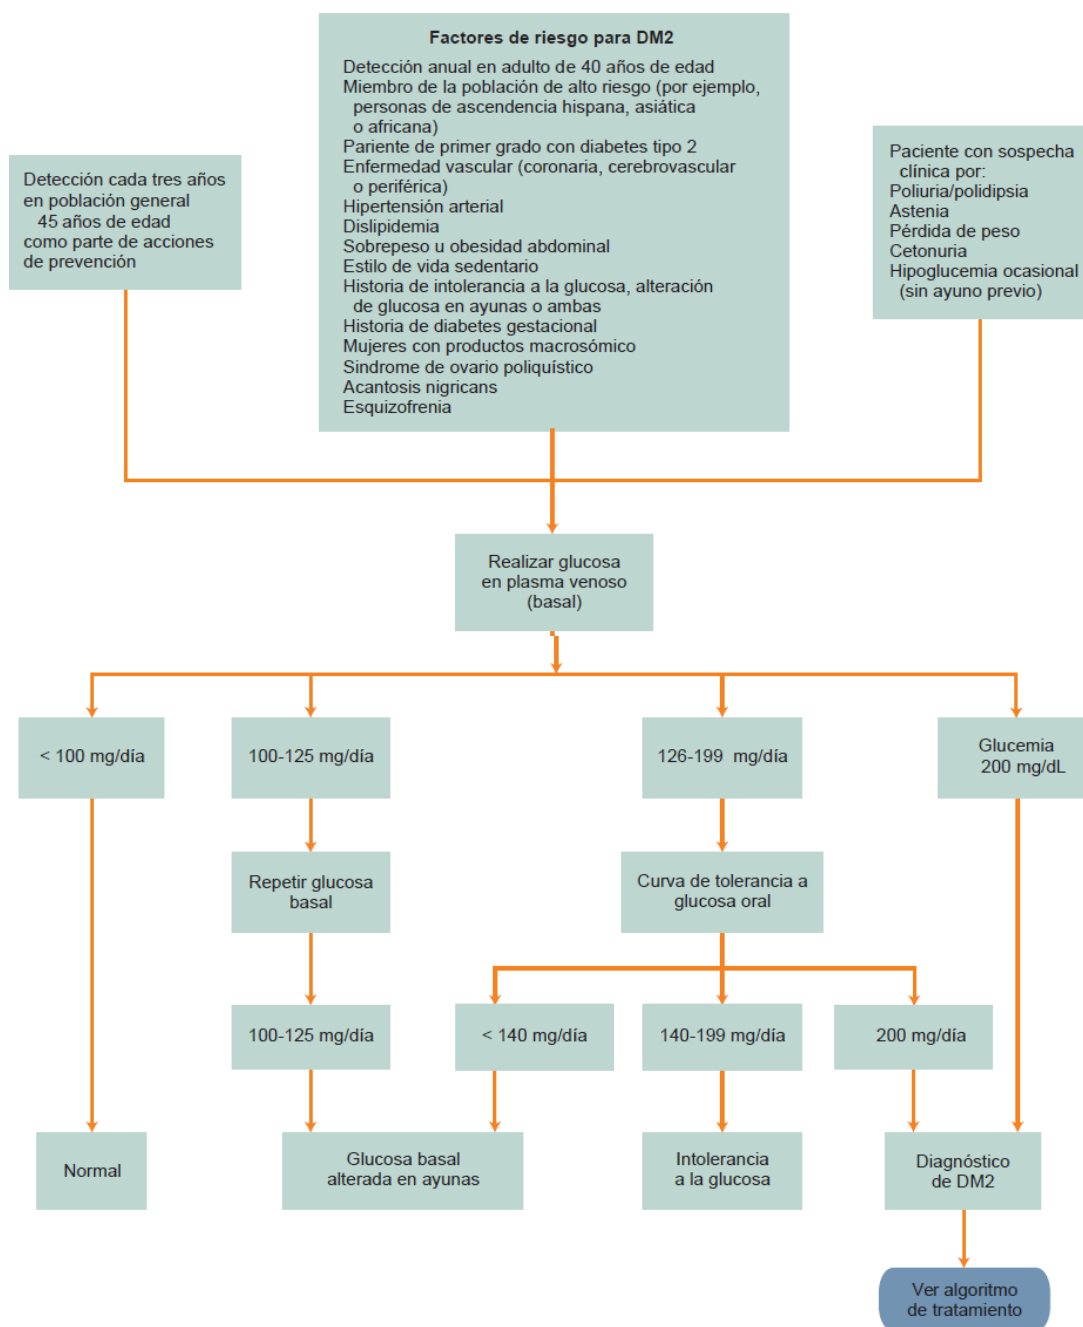 Factores de riesgo para DM2
Detección anual en adulto de 40 años de edad
Miembro de la población de alto riesgo (por ejemplo,
personas de ascendencia hispana, asiática
o africana)
Pariente de primer grado con diabetes tipo 2
Enfermedad vascular (coronaria, cerebrovascular
o periférica)
Hipertensión arterial
Dislipidemia
Sobrepeso u obesidad abdominal
Estilo de vida sedentario
Historia de intolerancia a la glucosa, alteración
de glucosa en ayunas o ambas
Historia de diabetes gestacional
Mujeres con productos macrosómico
Sindrome de ovario poliquístico
Acantosis nigricans
Esquizofrenia
Detección cada tres años
en población general
45 años de edad
como parte de acciones
de prevención
Paciente con sospecha
clínica por:
Poliuria/polidipsia
Astenia
Pérdida de peso
Cetonuria
Hipoglucemia ocasional
(sin ayuno previo)
Realizar glucosa
en plasma venoso
(basal)
< 100 mg/día
100-125 mg/día
126-199 mg/día
Glucemia
200 mg/dL
Repetir glucosa
basal
Curva de tolerancia a
glucosa oral
100-125 mg/día
< 140 mg/día
140-199 mg/día
200 mg/día
Normal
Glucosa basal
alterada en ayunas
Intolerancia
a la glucosa
Diagnóstico
de DM2
Ver algoritmo
de tratamiento